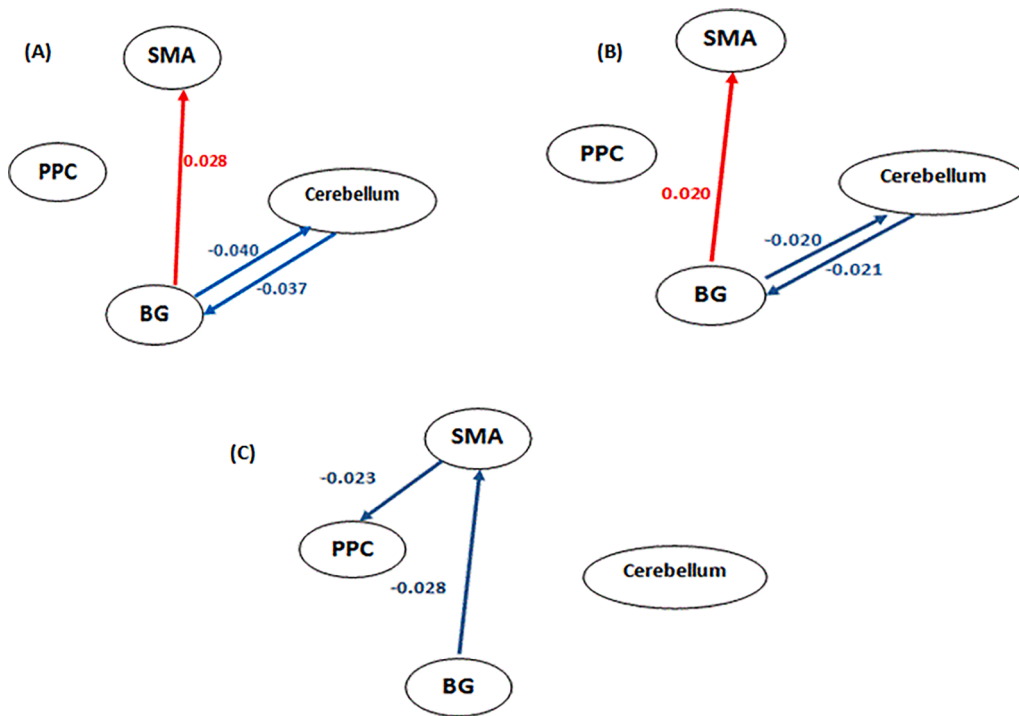 (A)
SMA
PPC
0.028
Cerebellum
-0.040
-0.037
BG
(B)
SMA
PPC
0.020
Cerebellum
-0.020
-0.021
BG
(C)
SMA
-0.023
PPC
Cerebellum
-0.028
BG